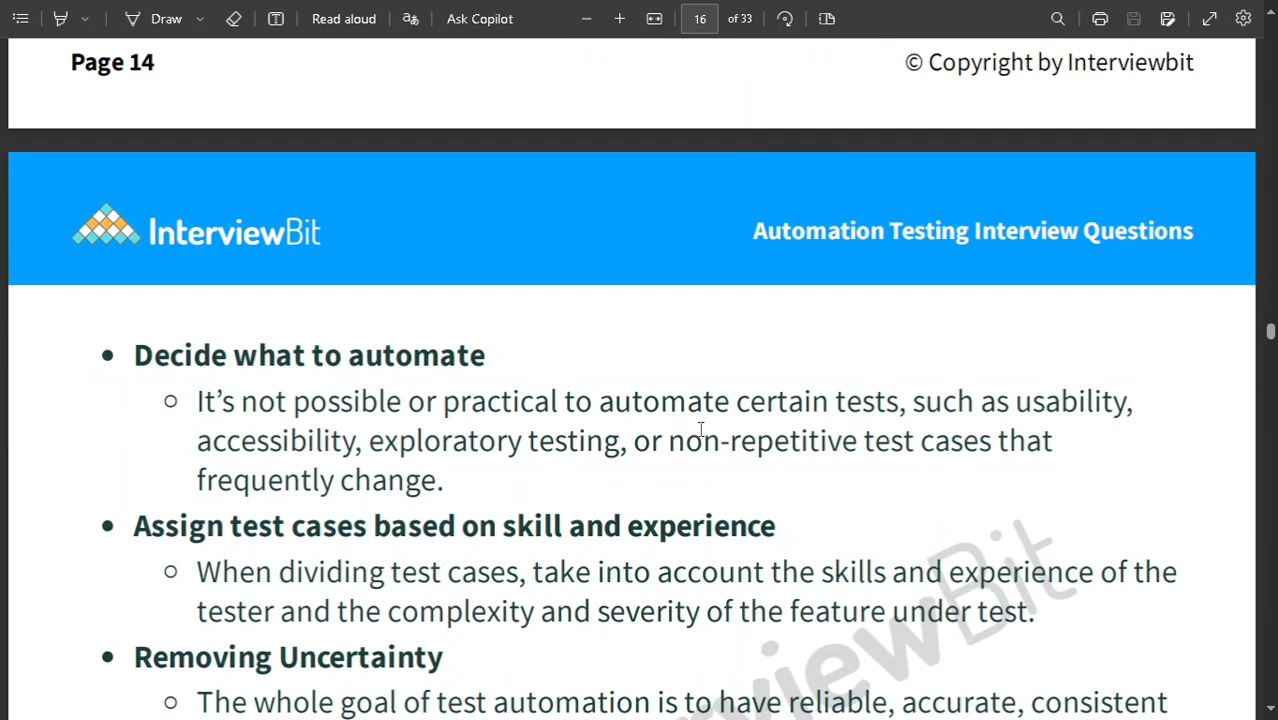 Draw
Read aloud
aあ
Ask Copilot
16
of 33
Page 14
© Copyright by Interviewbit
InterviewBit
Automation Testing Interview Questions
• Decide what to automate
○ It’s not possible or practical to automate certain tests, such as usability,
accessibility, exploratory testing, or non-repetitive test cases that
frequently change.
• Assign test cases based on skill and experience
○ When dividing test cases, take into account the skills and experience of the
tester and the complexity and severity of the feature under test.
• Removing Uncertainty
○ The whole goal of test automation is to have reliable, accurate, consistent